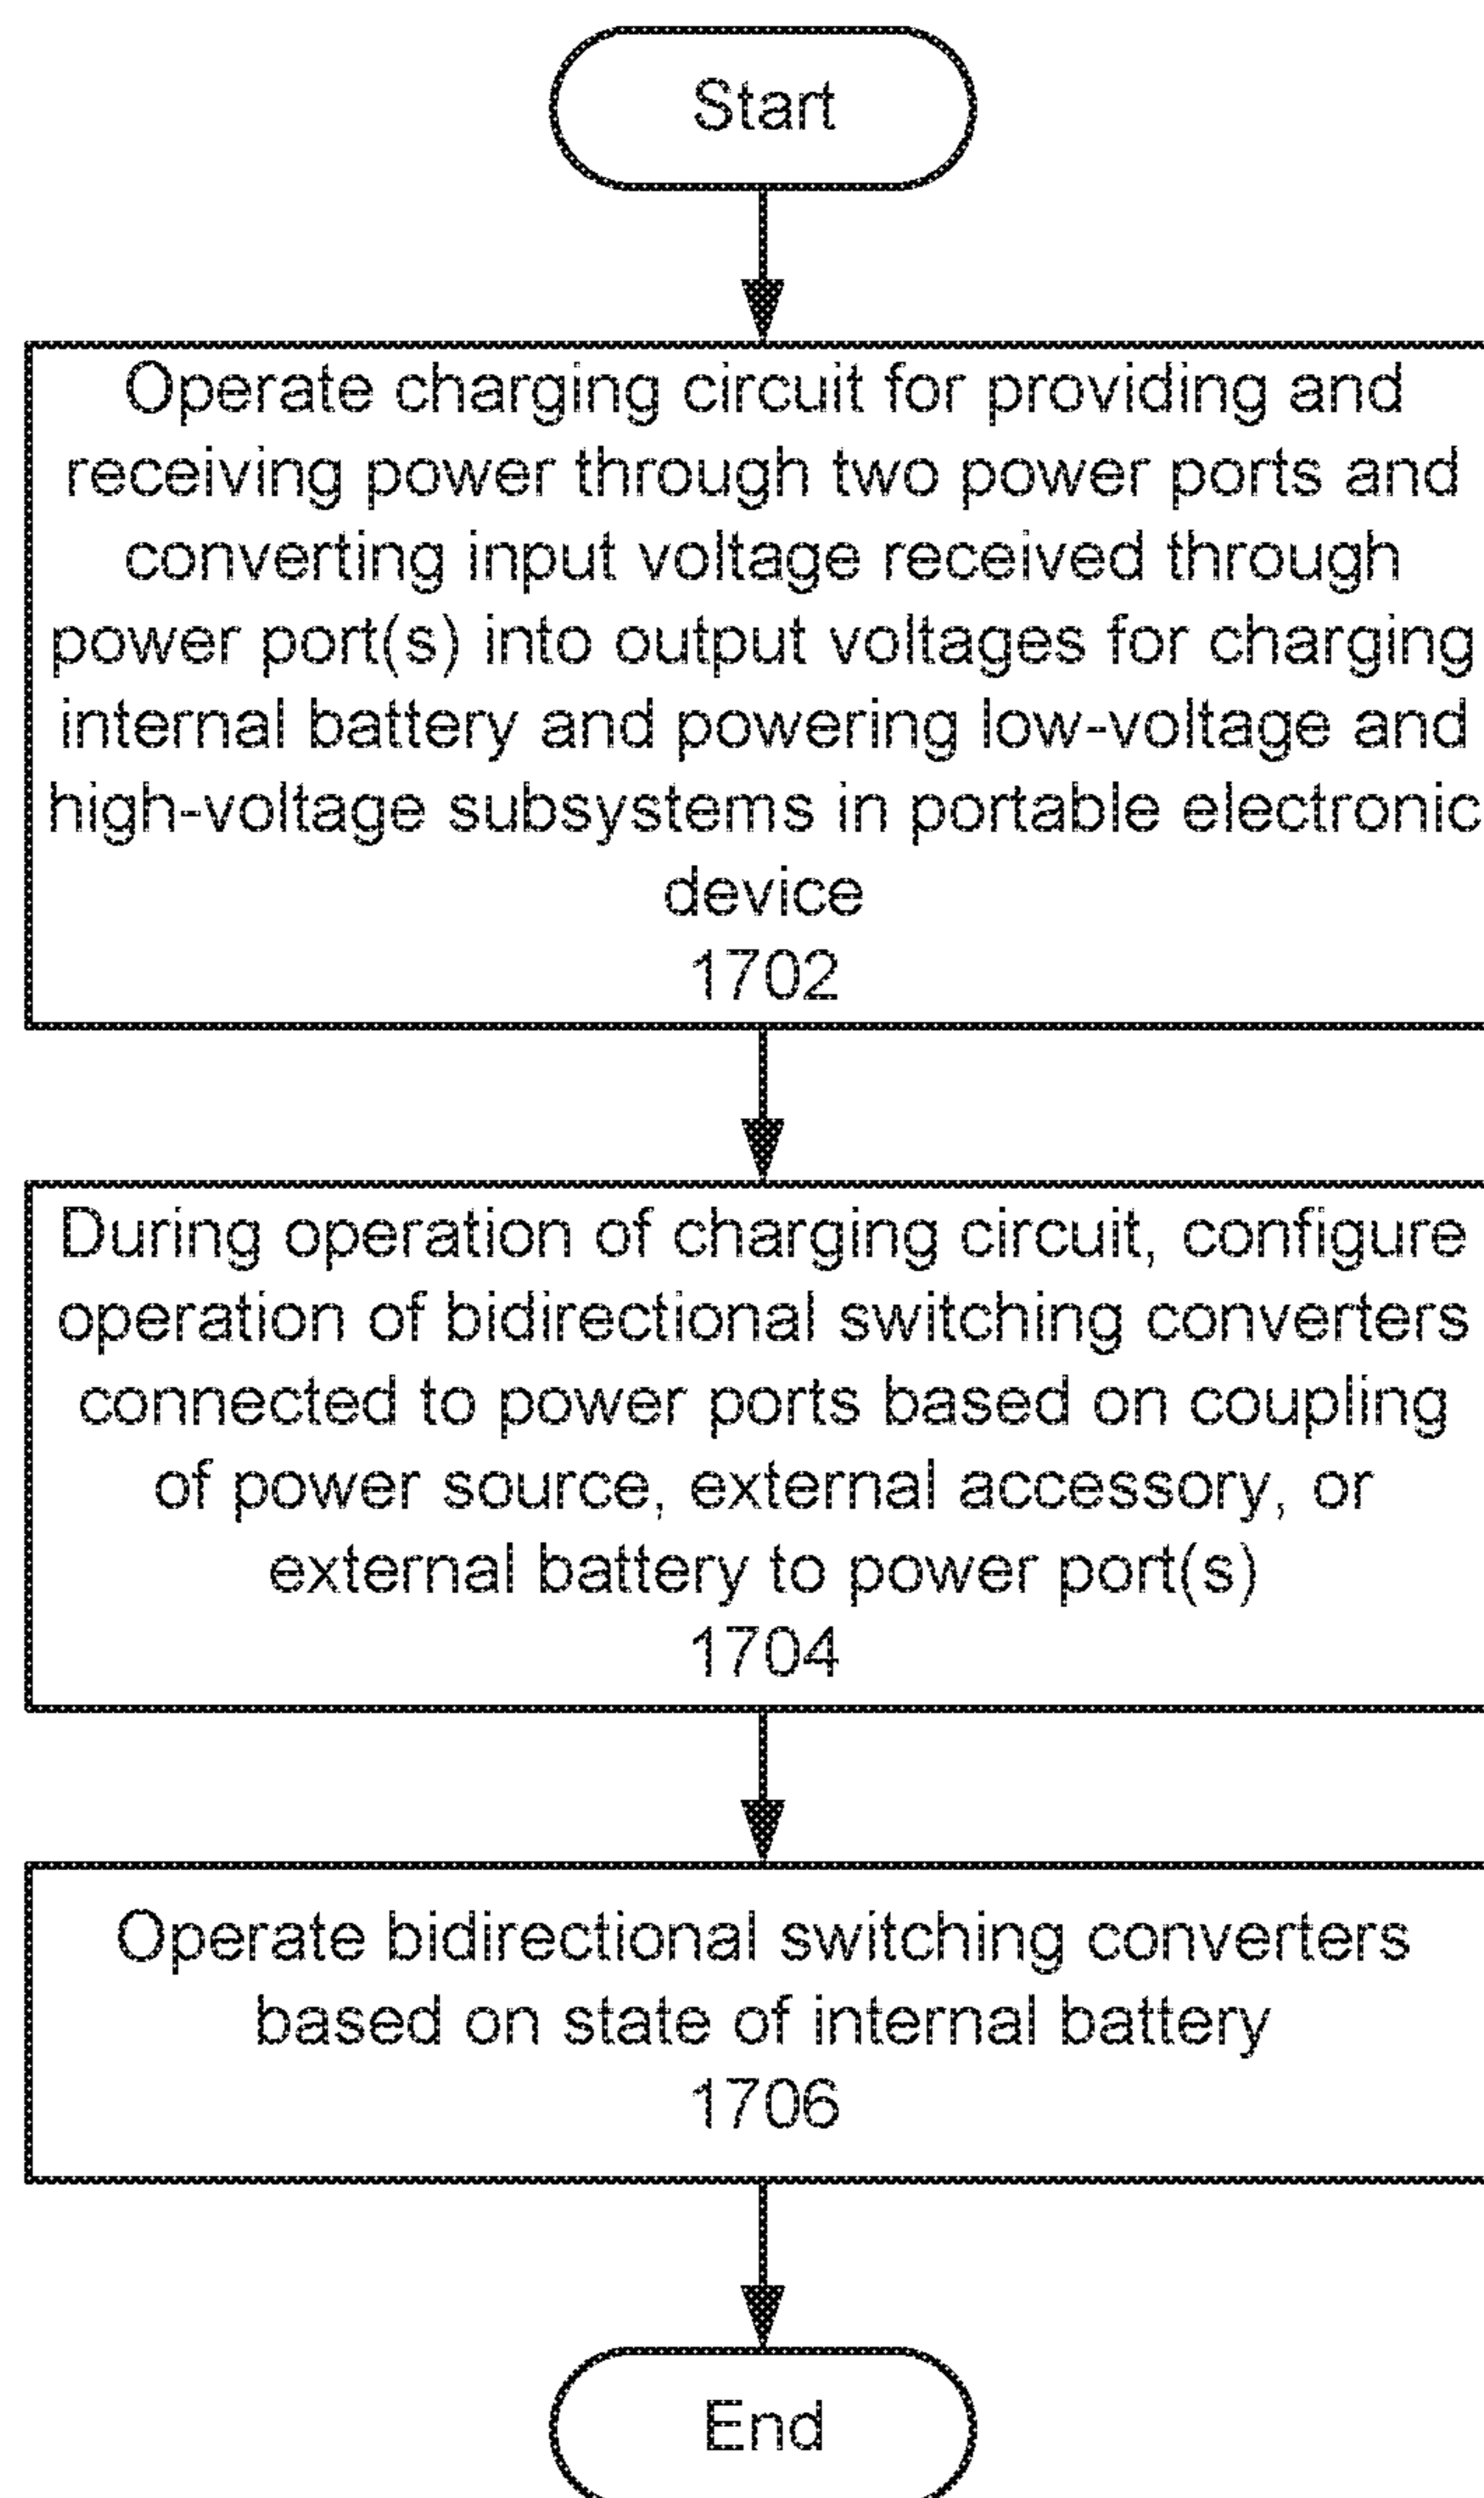 Start
Operate charging circuit for providing and
receiving power through two power ports and
converting input voltage received through
power port(s) into output voltages for charging
internal battery and powering low-voltage and
high-voltage subsystems in portable electronic
device
1702
During operation of charging circuit, configure
operation of bidirectional switching converters
connected to power ports based on coupling
of power source, external accessory, or
external battery to power port(s)
1704
Operate bidirectional switching converters
based on state of internal battery
1706
End